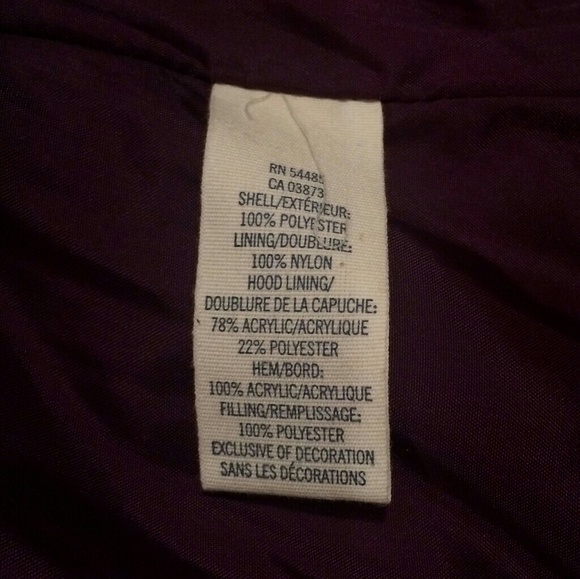 RN 54485
CA 03873
SHELL/EXTÉRIEUR:
100% POLYESTER
LINING/DOUBLURE:
100% NYLON
HOOD LINING/
DOUBLURE DE LA CAPUCHE:
78% ACRYLIC/ACRYLIQUE
22% POLYESTER
HEM/BORD:
100% ACRYLIC/ACRYLIQUE
FILLING/REMPLISSAGE:
100% POLYESTER
EXCLUSIVE OF DECORATION
SANS LES DÉCORATIONS